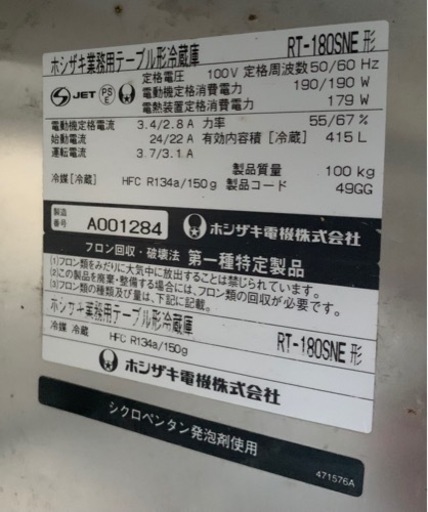 ホシザキ業務用テーブル形冷蔵庫 RT-180SNE 形
定格電圧 100V 定格周波数 50/60 Hz
JET PSE 電動機定格消費電力 190/190 W
電熱装置定格消費電力 179 W
電動機定格電流 3.4/2.8 A 力率 55/67 %
始動電流 24/22 A 有効内容積 [冷蔵] 415 L
運転電流 3.7/3.1 A
製品質量 100 kg
冷媒 [冷蔵] HFC R134a/150g 製品コード 49GG
製造番号 A001284 ホシザキ電機株式会社
フロン回収・破壊法 第一種特定製品
(1)フロン類をみだりに大気中に放出することは禁じられている。
(2)この製品を廃棄・整備する場合には、フロン類の回収が必要です。
(3)フロン類の種類及び量は、下記に記載。
ホシザキ業務用テーブル形冷蔵庫 RT-180SNE 形
冷媒 冷蔵 HFC R134a/150g
ホシザキ電機株式会社
シクロペンタン発泡剤使用
471576A